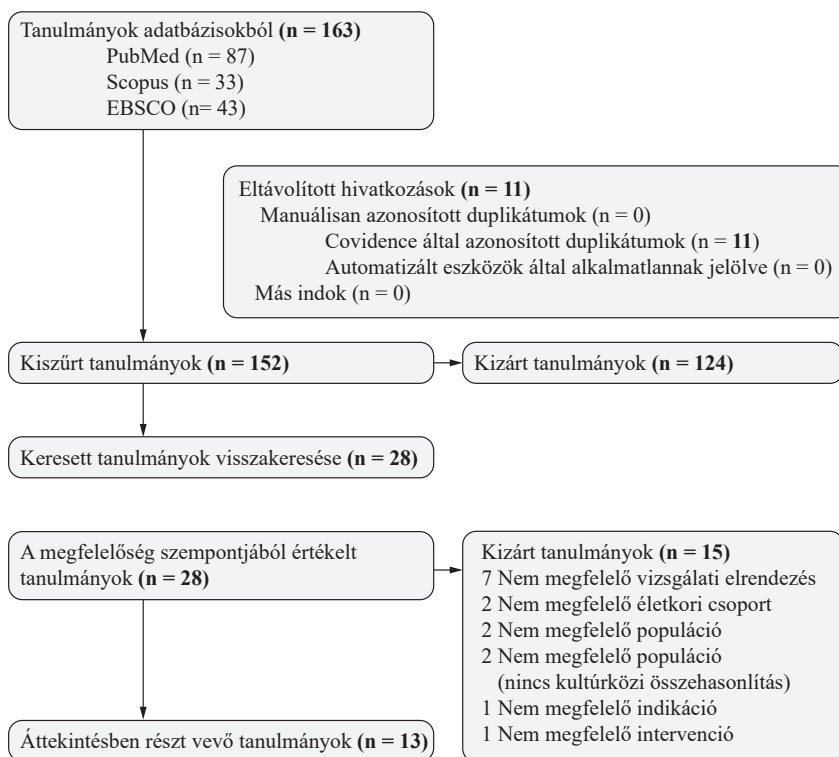 Tanulmányok adatbázisokból (n = 163)
PubMed (n = 87)
Scopus (n = 33)
EBSCO (n= 43)
Eltávolított hivatkozások (n = 11)
Manuálisan azonosított duplikátumok (n = 0)
Covidence által azonosított duplikátumok (n = 11)
Automatizált eszközök által alkalmatlannak jelölve (n = 0)
Más indok (n = 0)
Kiszűrt tanulmányok (n = 152)
Kizárt tanulmányok (n = 124)
Keresett tanulmányok visszakeresése (n = 28)
A megfelelőség szempontjából értékelt
tanulmányok (n = 28)
Kizárt tanulmányok (n = 15)
7 Nem megfelelő vizsgálati elrendezés
2 Nem megfelelő életkori csoport
2 Nem megfelelő populáció
2 Nem megfelelő populáció
(nincs kultúrközi összehasonlítás)
1 Nem megfelelő indikáció
1 Nem megfelelő intervenció
Áttekintésben részt vevő tanulmányok (n = 13)